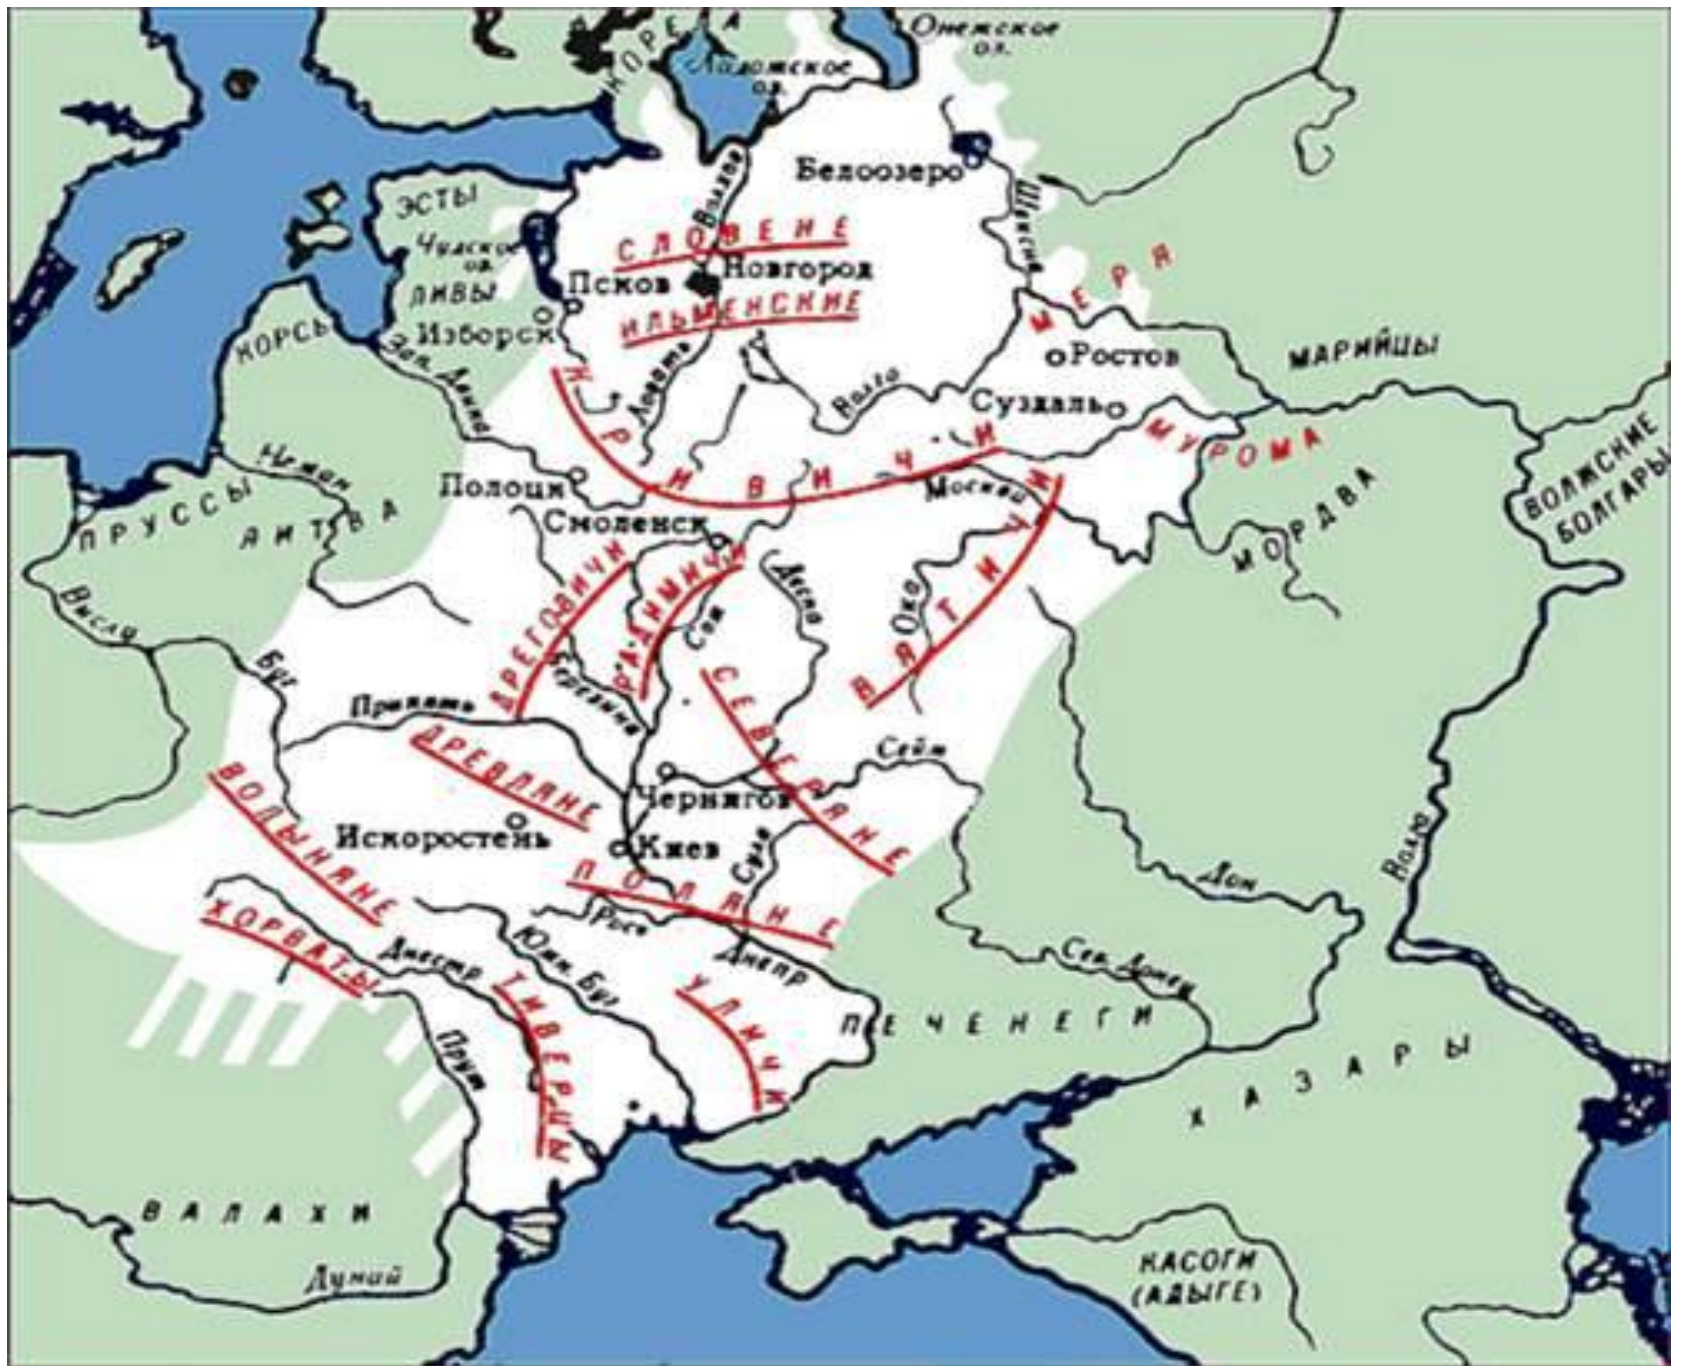 КОРЕЛА
Онежское
оз.
Ладожское
оз.
Белоозеро
Волхов
Шексна
ЭСТЫ
Чудское
оз.
СЛОВЕНЕ
Новгород
ИЛЬМЕНСКИЕ
Псков
ЛИВЫ
Изборск
МЕРЯ
КОРСЬ
Зап. Двина
Ловать
Ростов
МАРИЙЦЫ
Волга
Суздаль
МУРОМА
КРИВИЧИ
Неман
ПРУССЫ
ЛИТВА
Полоцк
Москва
МОРДВА
ВОЛЖСКИЕ
БОЛГАРЫ
Смоленск
ДРЕГОВИЧИ
РАДИМИЧИ
Сож
Десна
Ока
ВЯТИЧИ
Висла
Буг
Березина
Припять
СЕВЕРЯНЕ
Сейм
ДРЕВЛЯНЕ
ВОЛЫНЯНЕ
Чернигов
Искоростень
Киев
Сула
Волга
Дон
ПОЛЯНЕ
Рось
ХОРВАТЫ
Днестр
Южн. Буг
Днепр
Сев. Донец
ТИВЕРЦЫ
УЛИЧИ
ПЕЧЕНЕГИ
Прут
ХАЗАРЫ
ВАЛАХИ
Дунай
КАСОГИ
(АДЫГЕ)